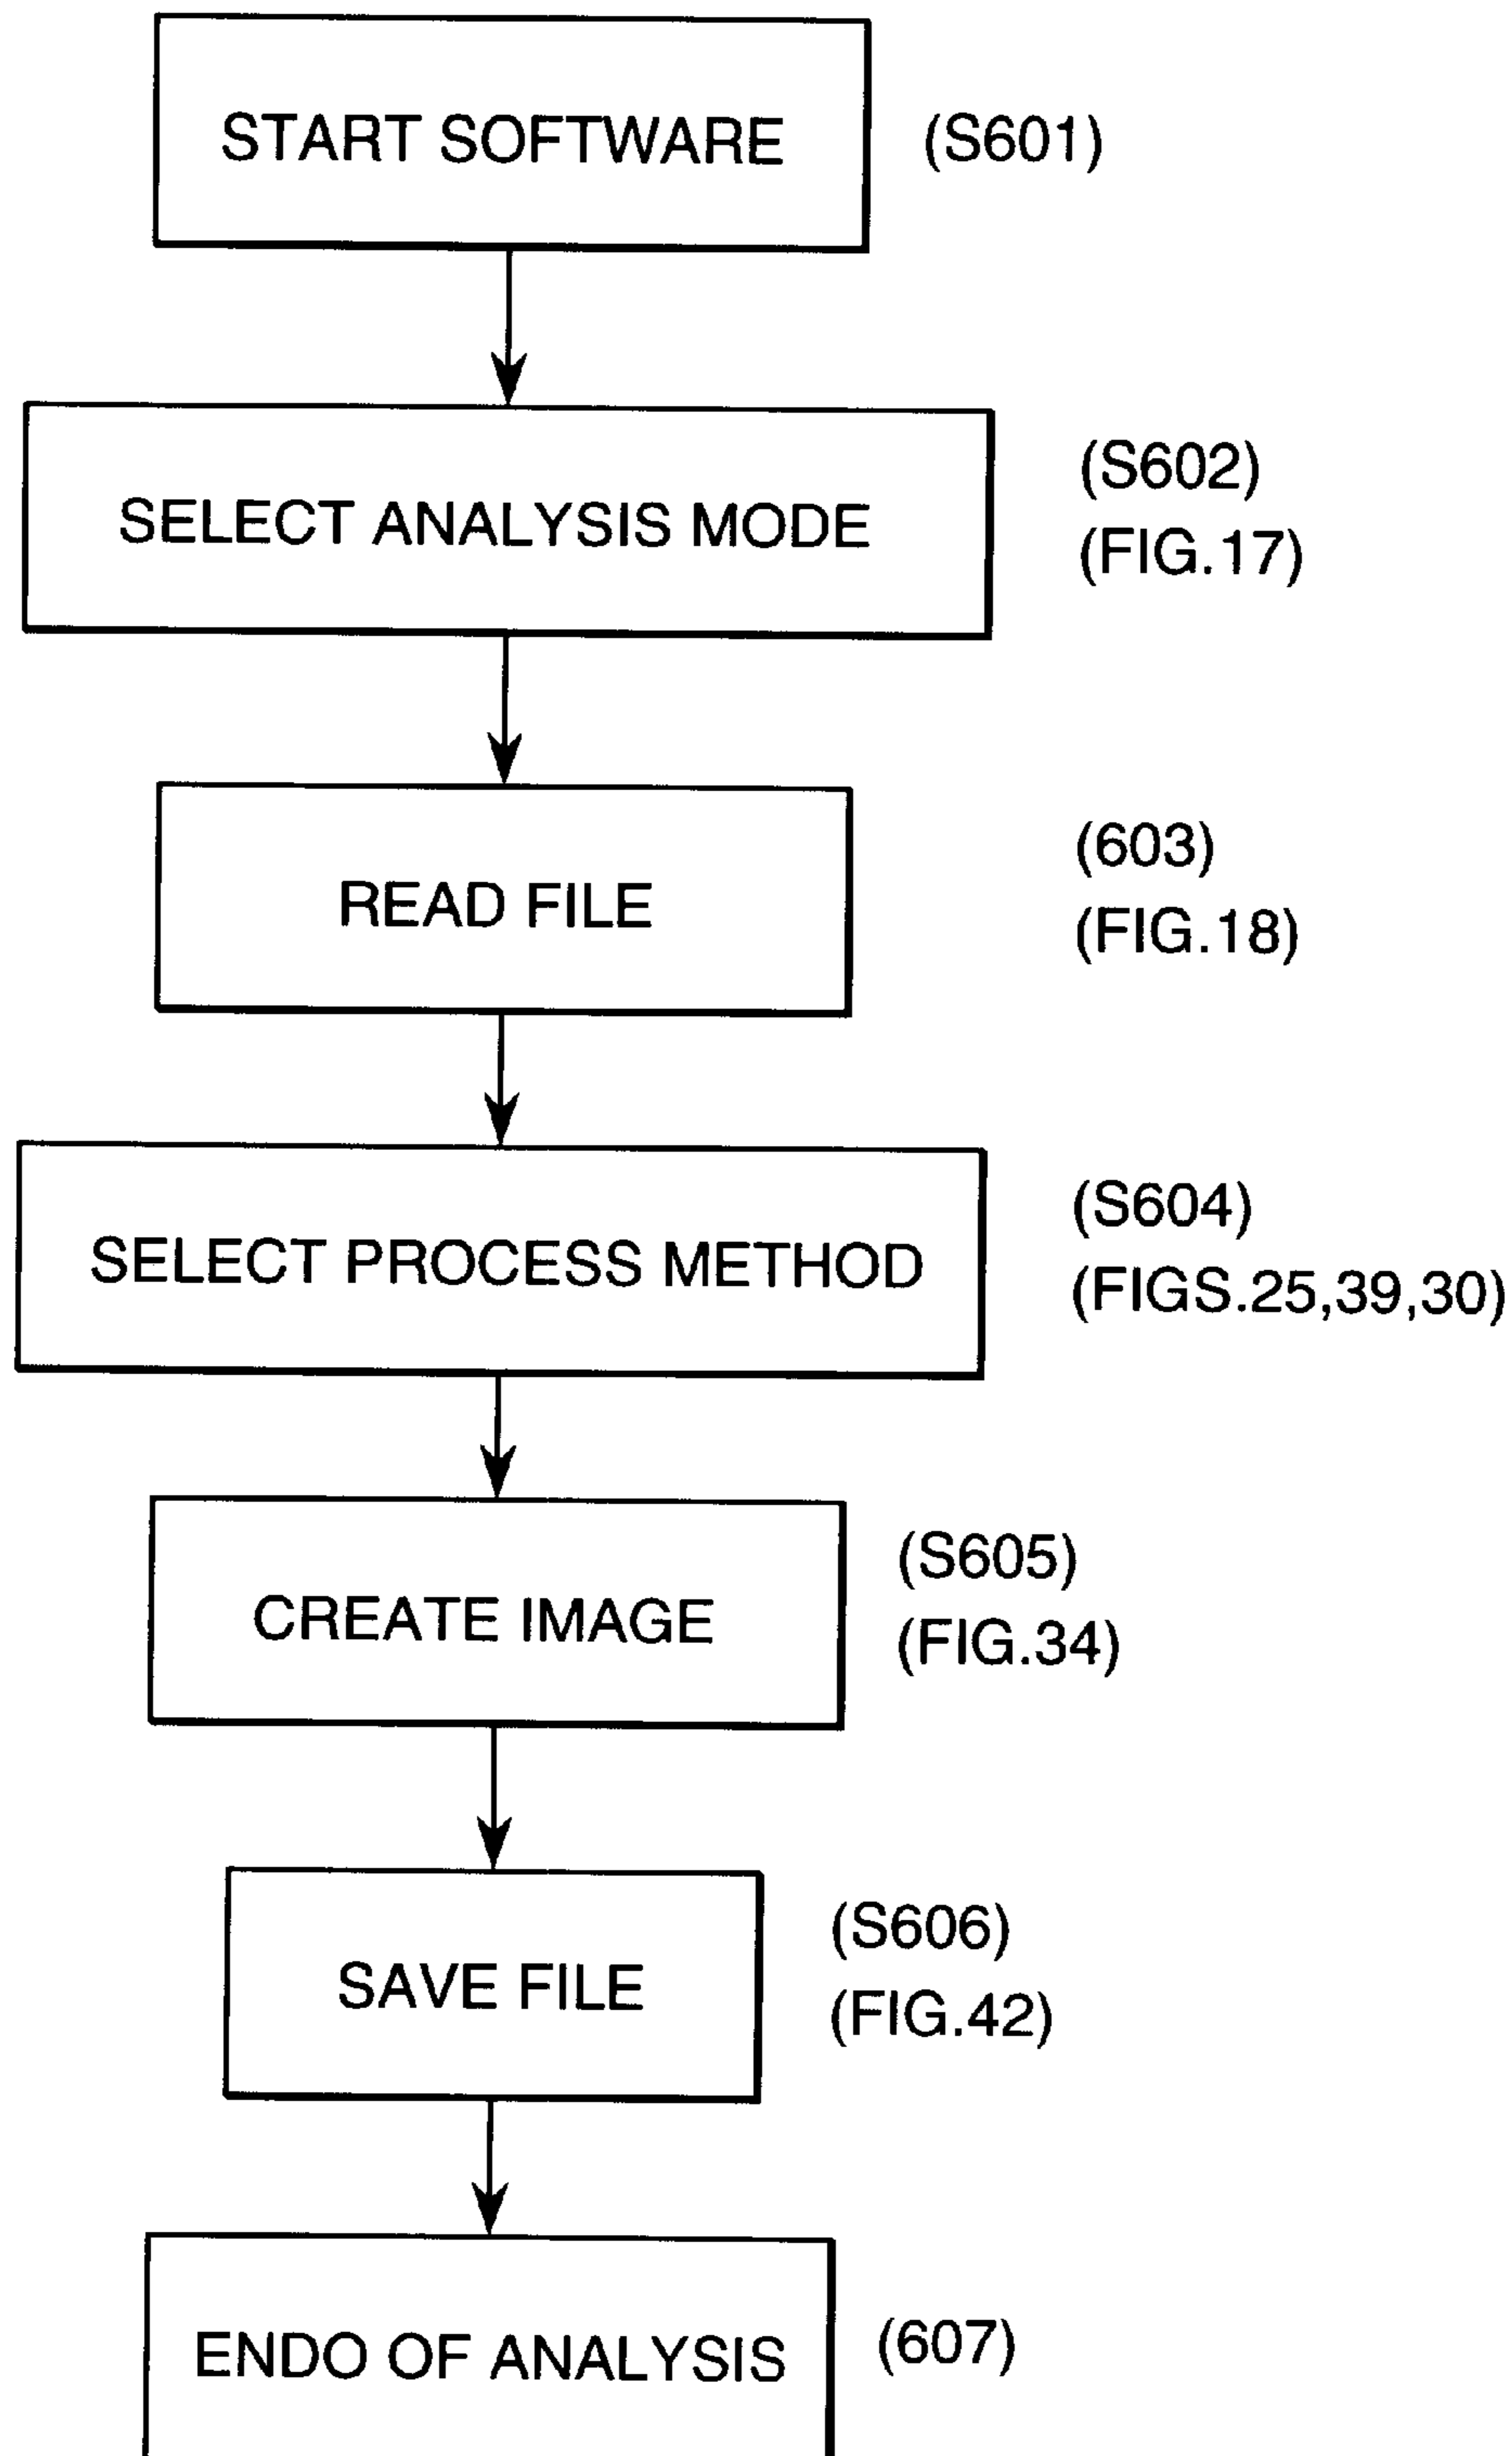 START SOFTWARE
(S601)
SELECT ANALYSIS MODE
(S602)
(FIG.17)
READ FILE
(603)
(FIG.18)
SELECT PROCESS METHOD
(S604)
(FIGS.25,39,30)
CREATE IMAGE
(S605)
(FIG.34)
SAVE FILE
(S606)
(FIG.42)
ENDO OF ANALYSIS
(607)